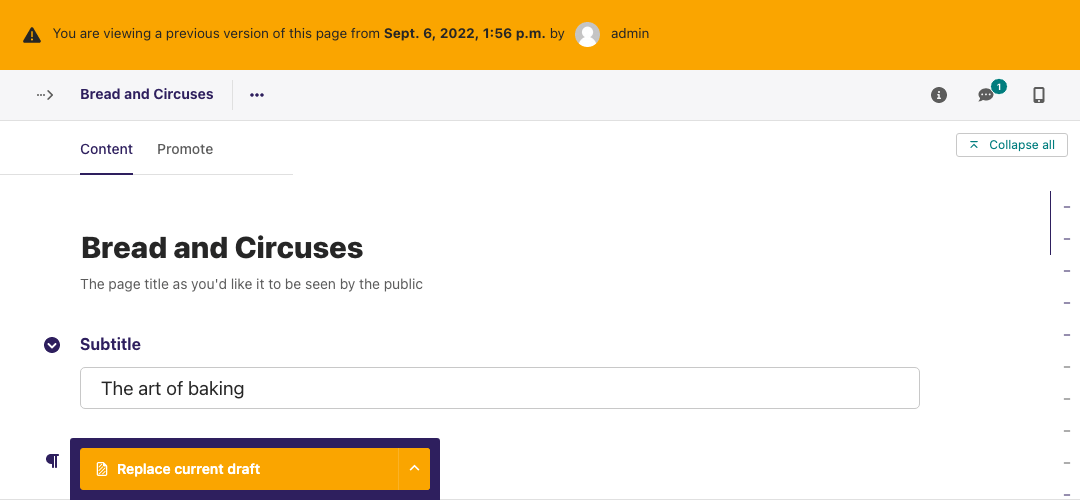 You are viewing a previous version of this page from Sept. 6, 2022, 1:56 p.m. by admin
Bread and Circuses
1
Content Promote
Collapse all
Bread and Circuses
The page title as you'd like it to be seen by the public
Subtitle
The art of baking
Replace current draft